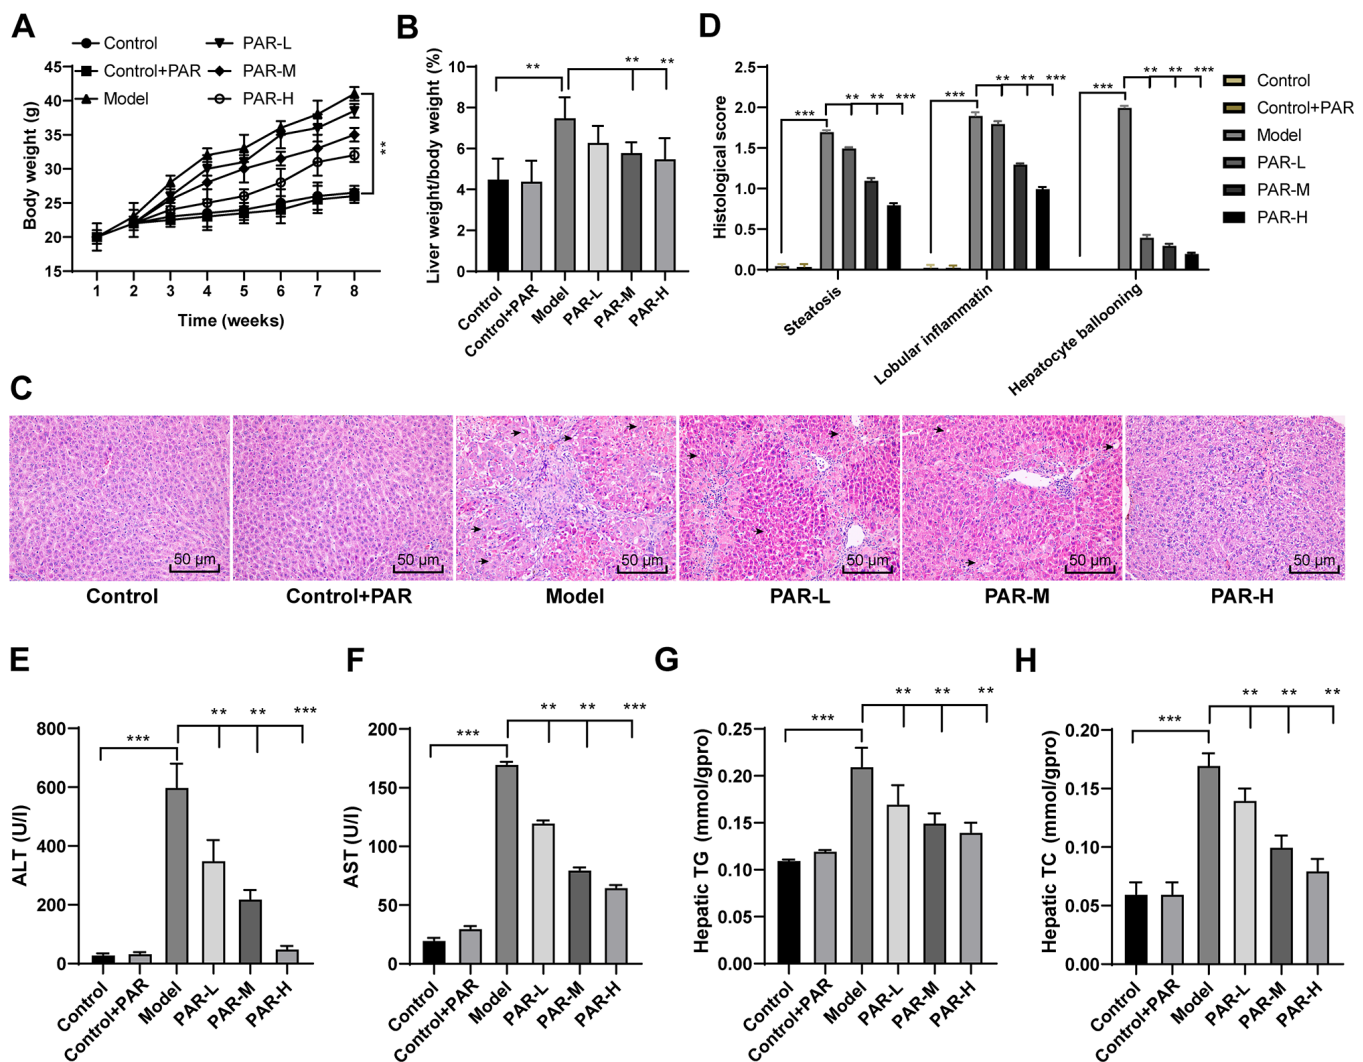 A
Control
Control+PAR
Model
PAR-L
PAR-M
PAR-H
Body weight (g)
45
40
35
30
25
20
15
1 2 3 4 5 6 7 8
Time (weeks)
**
B
Liver weight/body weight (%)
10
8
6
4
2
0
** ** **
Control
Control+PAR
Model
PAR-L
PAR-M
PAR-H
D
Histological score
2.5
2.0
1.5
1.0
0.5
0.0
*** ** ** ** ***
*** ** ** ** ***
*** ** ** ** ***
Steatosis
Lobular inflammatin
Hepatocyte ballooning
Control
Control+PAR
Model
PAR-L
PAR-M
PAR-H
C
50 µm
50 µm
50 µm
50 µm
50 µm
50 µm
Control
Control+PAR
Model
PAR-L
PAR-M
PAR-H
E
ALT (U/l)
800
600
400
200
0
*** ** ** ***
Control
Control+PAR
Model
PAR-L
PAR-M
PAR-H
F
AST (U/l)
200
150
100
50
0
*** ** ** ***
Control
Control+PAR
Model
PAR-L
PAR-M
PAR-H
G
Hepatic TG (mmol/gpro)
0.25
0.20
0.15
0.10
0.05
0.00
*** ** ** **
Control
Control+PAR
Model
PAR-L
PAR-M
PAR-H
H
Hepatic TC (mmol/gpro)
0.20
0.15
0.10
0.05
0.00
*** ** ** **
Control
Control+PAR
Model
PAR-L
PAR-M
PAR-H